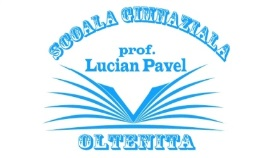 SCOALA GIMNAZIALA
prof.
Lucian Pavel
OLTENITA